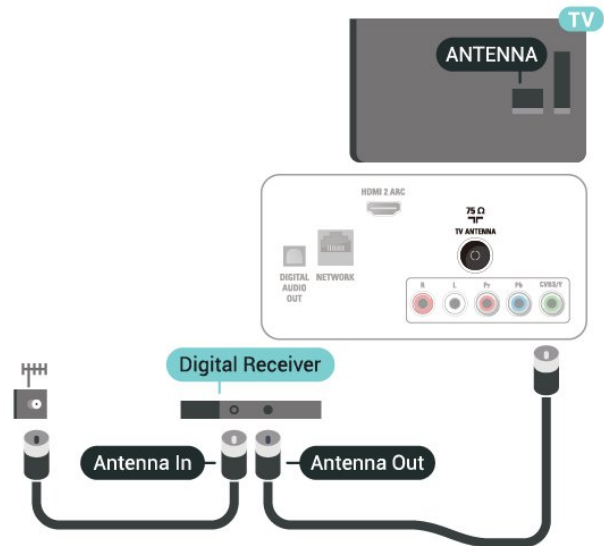 TV
ANTENNA
HDMI 2 ARC
75 Ω
TV ANTENNA
DIGITAL
AUDIO
OUT
NETWORK
R L Pr Pb CVBS/Y
Digital Receiver
Antenna In
Antenna Out